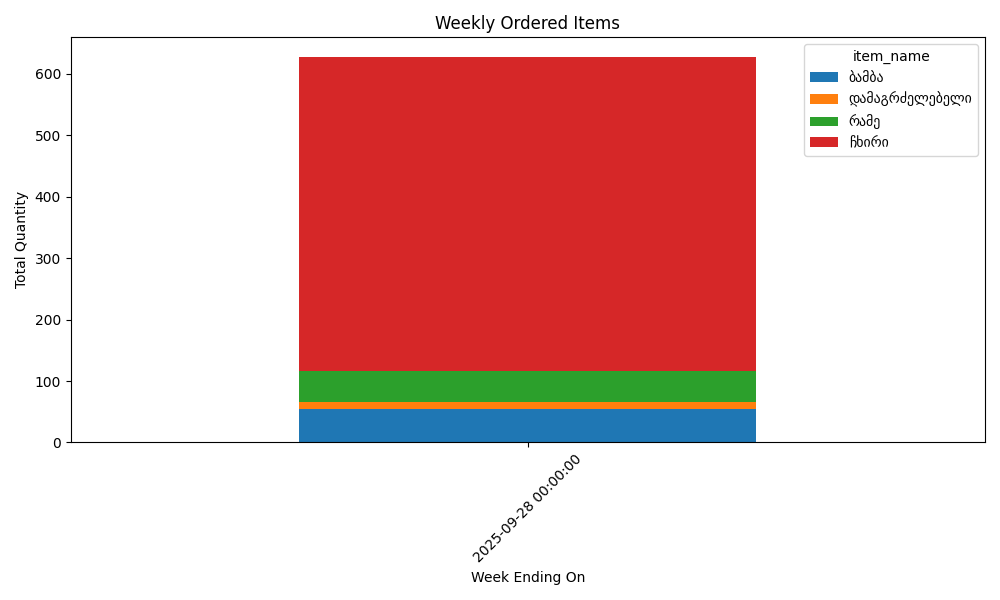 Weekly Ordered Items
item_name
ბამბა
დამაგრძელებელი
რამე
ჩხირი
Total Quantity
600
500
400
300
200
100
0
2025-09-28 00:00:00
Week Ending On